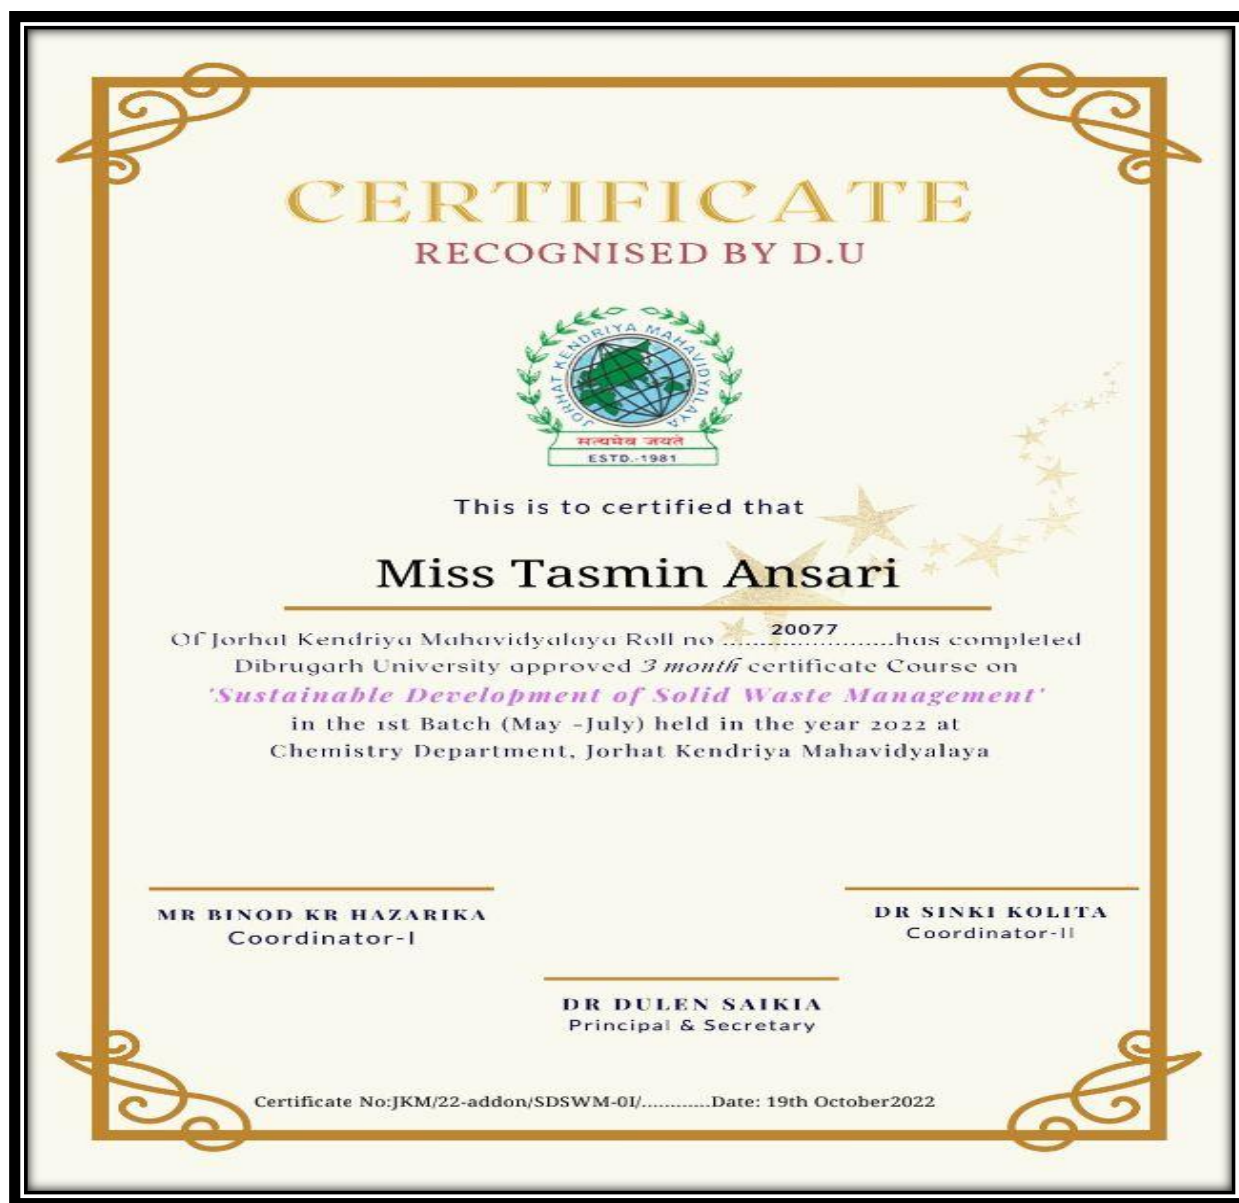 CERTIFICATE
RECOGNISED BY D.U
JORHAT KENDRIYA MAHAVIDYALAYA
सत्यमेव जयते
ESTD.-1981
This is to certified that
Miss Tasmin Ansari
Of Jorhat Kendriya Mahavidyalaya Roll no ....20077.......has completed
Dibrugarh University approved 3 month certificate Course on
'Sustainable Development of Solid Waste Management'
in the 1st Batch (May -July) held in the year 2022 at
Chemistry Department, Jorhat Kendriya Mahavidyalaya
MR BINOD KR HAZARIKA
Coordinator-I
DR SINKI KOLITA
Coordinator-II
DR DULEN SAIKIA
Principal & Secretary
Certificate No:JKM/22-addon/SDSWM-0I/............Date: 19th October2022